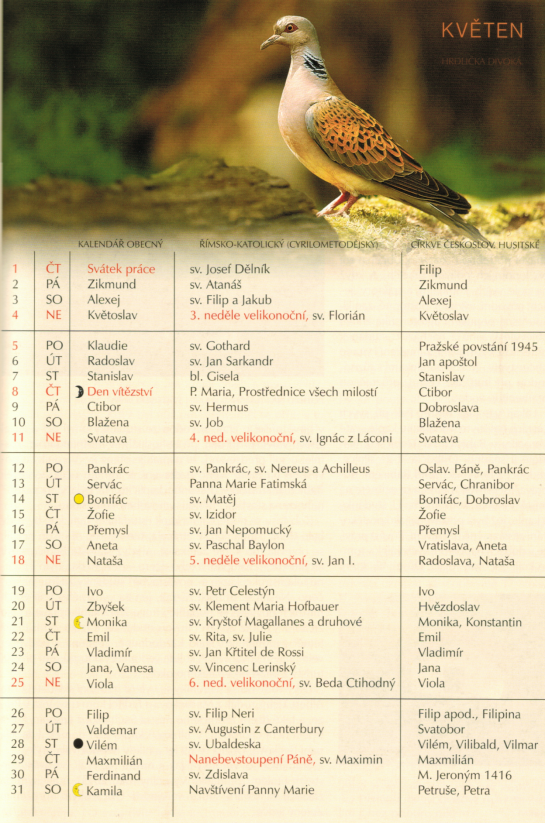 KVĚTEN
HRDLIČKA DIVOKÁ
KALENDÁŘ OBECNÝ ŘÍMSKO-KATOLICKÝ (CYRILOMETODĚJSKÝ) CÍRKVE ČESKOSLOV. HUSITSKÉ
1 ČT Svátek práce sv. Josef Dělník Filip
2 PÁ Zikmund sv. Atanáš Zikmund
3 SO Alexej sv. Filip a Jakub Alexej
4 NE Květoslav 3. neděle velikonoční, sv. Florián Květoslav
5 PO Klaudie sv. Gothard Pražské povstání 1945
6 ÚT Radoslav sv. Jan Sarkandr Jan apoštol
7 ST Stanislav bl. Gisela Stanislav
8 ČT Den vítězství P. Maria, Prostřednice všech milostí Ctibor
9 PÁ Ctibor sv. Hermus Dobroslava
10 SO Blažena sv. Job Blažena
11 NE Svatava 4. ned. velikonoční, sv. Ignác z Láconi Svatava
12 PO Pankrác sv. Pankrác, sv. Nereus a Achilleus Oslav. Páně, Pankrác
13 ÚT Servác Panna Marie Fatimská Servác, Chranibor
14 ST Bonifác sv. Matěj Bonifác, Dobroslav
15 ČT Žofie sv. Izidor Žofie
16 PÁ Přemysl sv. Jan Nepomucký Přemysl
17 SO Aneta sv. Paschal Baylon Vratislava, Aneta
18 NE Nataša 5. neděle velikonoční, sv. Jan I. Radoslava, Nataša
19 PO Ivo sv. Petr Celestýn Ivo
20 ÚT Zbyšek sv. Klement Maria Hofbauer Hvězdoslav
21 ST Monika sv. Kryštof Magallanes a druhové Monika, Konstantin
22 ČT Emil sv. Rita, sv. Julie Emil
23 PÁ Vladimír sv. Jan Křtitel de Rossi Vladimír
24 SO Jana, Vanesa sv. Vincenc Lerinský Jana
25 NE Viola 6. ned. velikonoční, sv. Beda Ctihodný Viola
26 PO Filip sv. Filip Neri Filip apod., Filipina
27 ÚT Valdemar sv. Augustin z Canterbury Svatobor
28 ST Vilém sv. Ubaldeska Vilém, Vilibald, Vilmar
29 ČT Maxmilián Nanebevstoupení Páně, sv. Maximin Maxmilián
30 PÁ Ferdinand sv. Zdislava M. Jeroným 1416
31 SO Kamila Navštívení Panny Marie Petruše, Petra